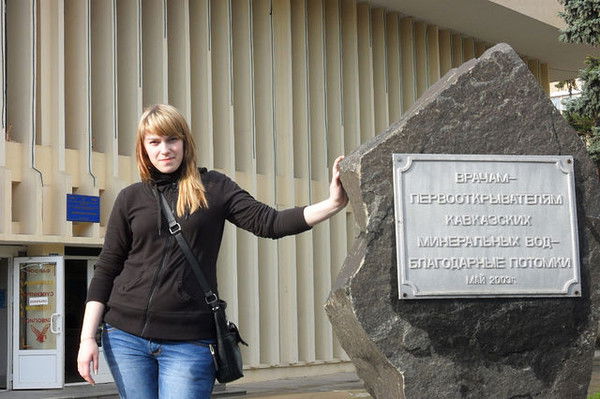 ВРАЧАМ-
ПЕРВООТКРЫВАТЕЛЯМ
КАВКАЗСКИХ
МИНЕРАЛЬНЫХ ВОД-
БЛАГОДАРНЫЕ ПОТОМКИ
МАЙ 2003г.